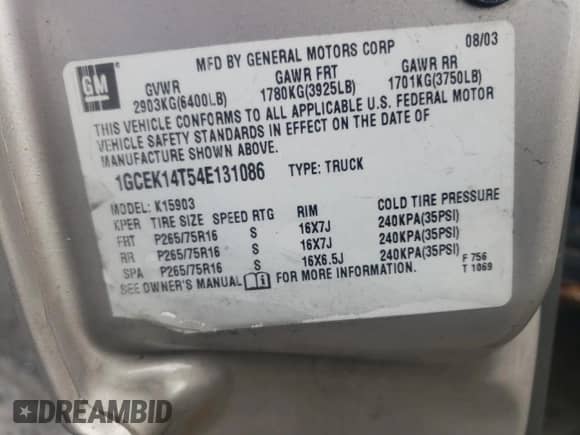 MFD BY GENERAL MOTORS CORP 08/03
GM
GVWR GAWR FRT GAWR RR
2903KG(6400LB) 1780KG(3925LB) 1701KG(3750LB)
THIS VEHICLE CONFORMS TO ALL APPLICABLE U.S. FEDERAL MOTOR
VEHICLE SAFETY STANDARDS IN EFFECT ON THE DATE OF
MANUFACTURE SHOWN ABOVE.
1GCEK14T54E131086 TYPE: TRUCK
MODEL: K15903
KPER TIRE SIZE SPEED RTG RIM COLD TIRE PRESSURE
FRT P265/75R16 S 16X7J 240KPA(35PSI)
RR P265/75R16 S 16X7J 240KPA(35PSI)
SPA P265/75R16 S 16X6.5J 240KPA(35PSI)
SEE OWNER'S MANUAL FOR MORE INFORMATION.
F 756
T 1069
DREAMBID